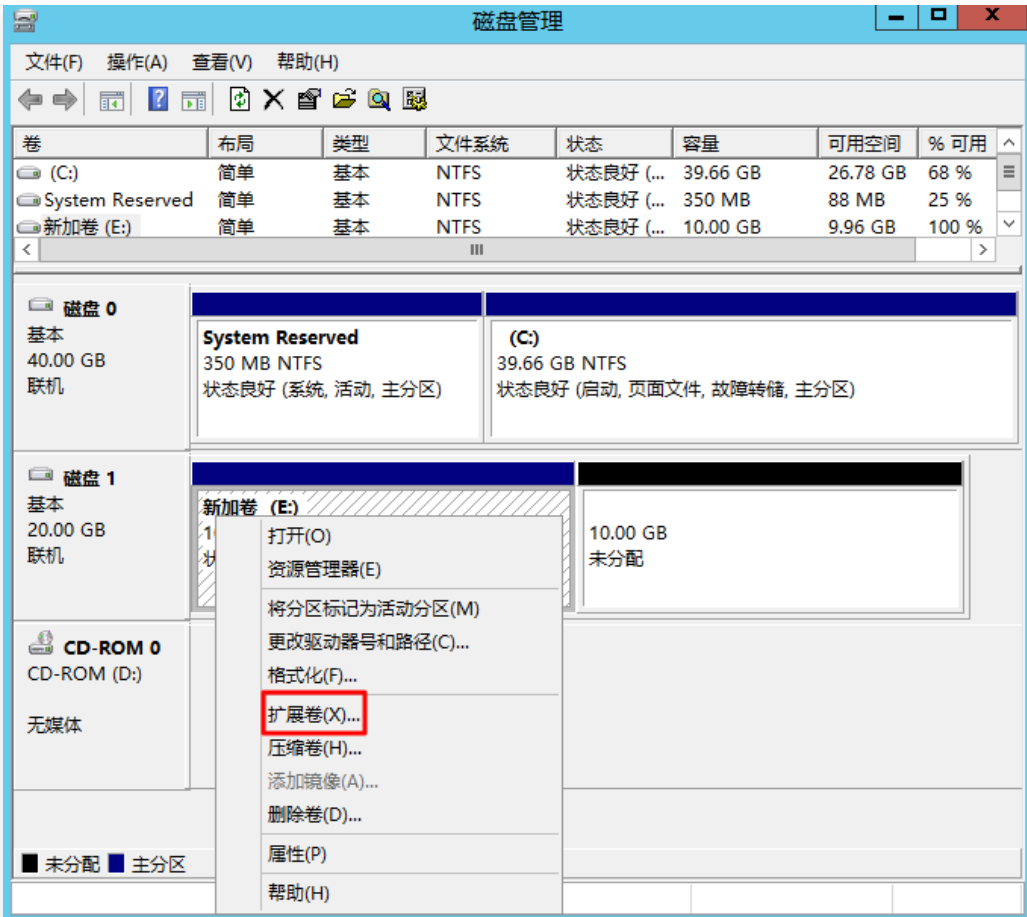 磁盘管理
文件(F) 操作(A) 查看(V) 帮助(H)
卷 布局 类型 文件系统 状态 容量 可用空间 % 可用
(C:) 简单 基本 NTFS 状态良好 (... 39.66 GB 26.78 GB 68 %
System Reserved 简单 基本 NTFS 状态良好 (... 350 MB 88 MB 25 %
新加卷 (E:) 简单 基本 NTFS 状态良好 (... 10.00 GB 9.96 GB 100 %
磁盘 0
基本
40.00 GB
联机
System Reserved
350 MB NTFS
状态良好 (系统, 活动, 主分区)
(C:)
39.66 GB NTFS
状态良好 (启动, 页面文件, 故障转储, 主分区)
磁盘 1
基本
20.00 GB
联机
新加卷 (E:)
10.00 GB
未分配
打开(O)
资源管理器(E)
将分区标记为活动分区(M)
更改驱动器号和路径(C)...
格式化(F)...
扩展卷(X)...
压缩卷(H)...
添加镜像(A)...
删除卷(D)...
属性(P)
帮助(H)
CD-ROM 0
CD-ROM (D:)
无媒体
未分配 主分区